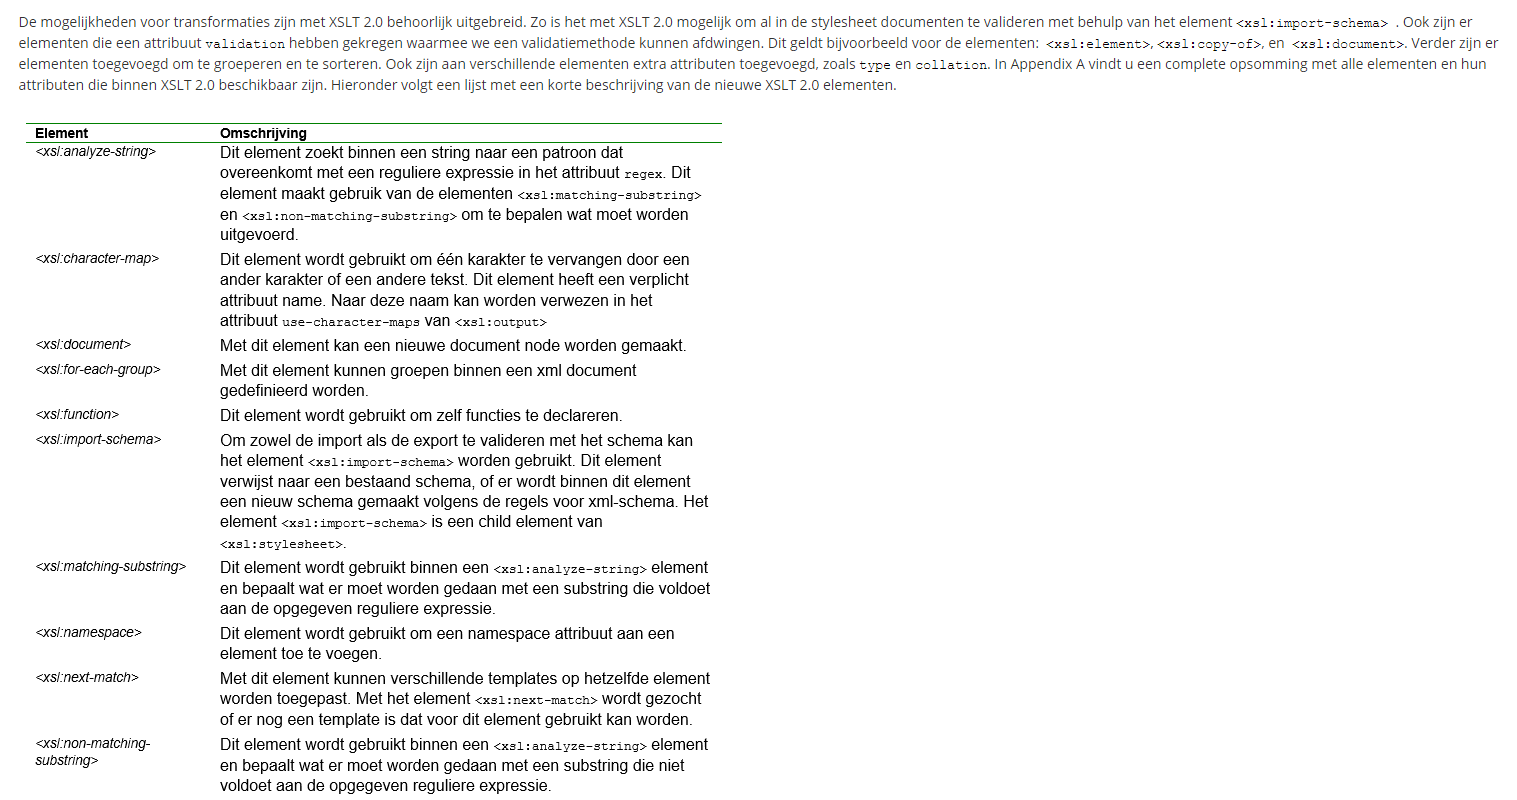 De mogelijkheden voor transformaties zijn met XSLT 2.0 behoorlijk uitgebreid. Zo is het met XSLT 2.0 mogelijk om al in de stylesheet documenten te valideren met behulp van het element <xsl:import-schema> . Ook zijn er
elementen die een attribuut validation hebben gekregen waarmee we een validatiemethode kunnen afdwingen. Dit geldt bijvoorbeeld voor de elementen: <xsl:element>, <xsl:copy-of>, en <xsl:document>. Verder zijn er
elementen toegevoegd om te groeperen en te sorteren. Ook zijn aan verschillende elementen extra attributen toegevoegd, zoals type en collation. In Appendix A vindt u een complete opsomming met alle elementen en hun
attributen die binnen XSLT 2.0 beschikbaar zijn. Hieronder volgt een lijst met een korte beschrijving van de nieuwe XSLT 2.0 elementen.
Element Omschrijving
<xsl:analyze-string> Dit element zoekt binnen een string naar een patroon dat
overeenkomt met een reguliere expressie in het attribuut regex. Dit
element maakt gebruik van de elementen <xsl:matching-substring>
en <xsl:non-matching-substring> om te bepalen wat moet worden
uitgevoerd.
<xsl:character-map> Dit element wordt gebruikt om één karakter te vervangen door een
ander karakter of een andere tekst. Dit element heeft een verplicht
attribuut name. Naar deze naam kan worden verwezen in het
attribuut use-character-maps van <xsl:output>
<xsl:document> Met dit element kan een nieuwe document node worden gemaakt.
<xsl:for-each-group> Met dit element kunnen groepen binnen een xml document
gedefinieerd worden.
<xsl:function> Dit element wordt gebruikt om zelf functies te declareren.
<xsl:import-schema> Om zowel de import als de export te valideren met het schema kan
het element <xsl:import-schema> worden gebruikt. Dit element
verwijst naar een bestaand schema, of er wordt binnen dit element
een nieuw schema gemaakt volgens de regels voor xml-schema. Het
element <xsl:import-schema> is een child element van
<xsl:stylesheet>.
<xsl:matching-substring> Dit element wordt gebruikt binnen een <xsl:analyze-string> element
en bepaalt wat er moet worden gedaan met een substring die voldoet
aan de opgegeven reguliere expressie.
<xsl:namespace> Dit element wordt gebruikt om een namespace attribuut aan een
element toe te voegen.
<xsl:next-match> Met dit element kunnen verschillende templates op hetzelfde element
worden toegepast. Met het element <xsl:next-match> wordt gezocht
of er nog een template is dat voor dit element gebruikt kan worden.
<xsl:non-matching- Dit element wordt gebruikt binnen een <xsl:analyze-string> element
substring> en bepaalt wat er moet worden gedaan met een substring die niet
voldoet aan de opgegeven reguliere expressie.